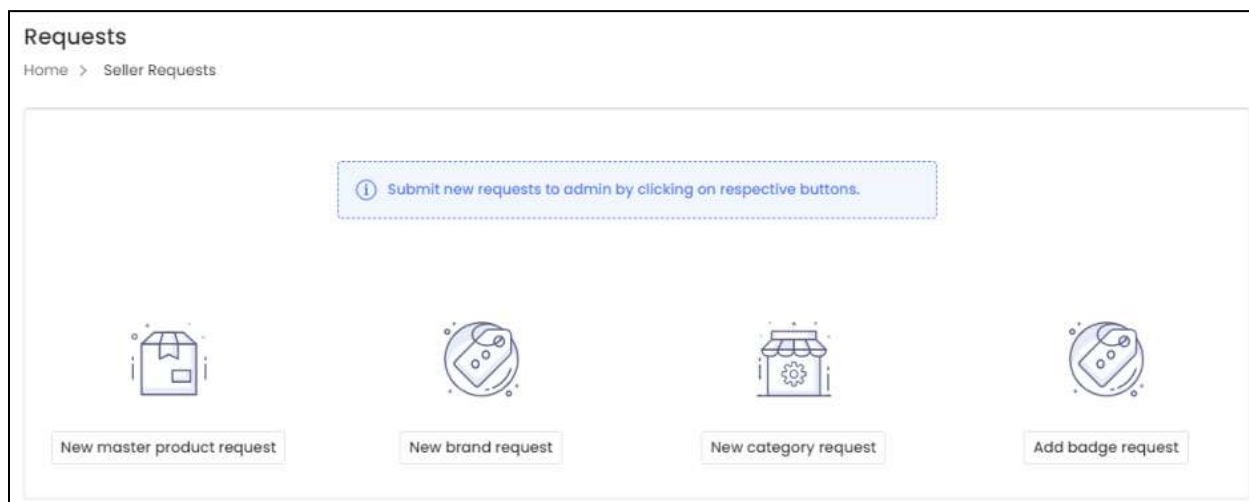 Requests
Home > Seller Requests
Submit new requests to admin by clicking on respective buttons.
New master product request
New brand request
New category request
Add badge request